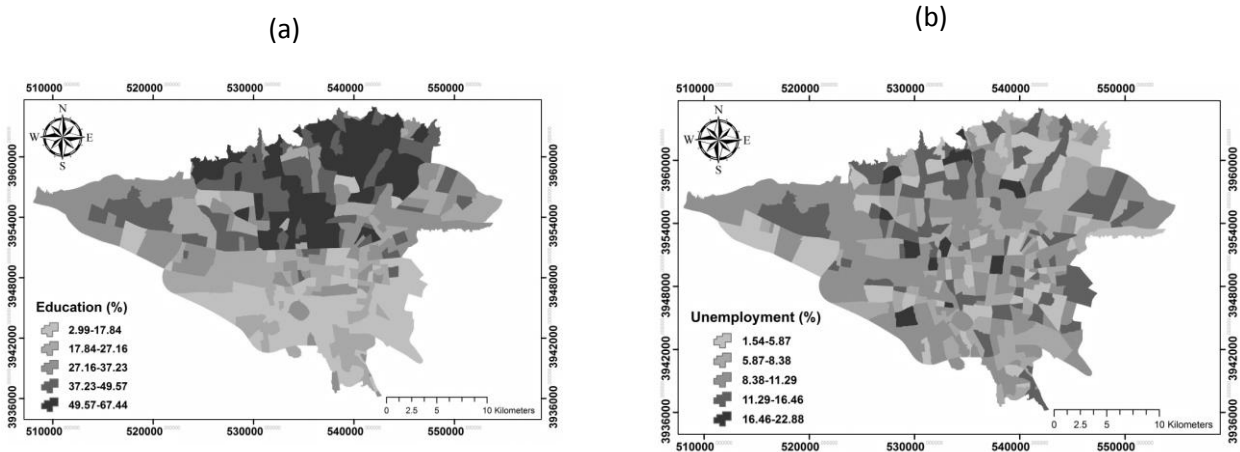 (a)
(b)
510000 520000 530000 540000 550000
N
W E
S
3960000
3954000
3948000
3942000
3936000
Education (%)
2.99-17.84
17.84-27.16
27.16-37.23
37.23-49.57
49.57-67.44
0 2.5 5 10 Kilometers
510000 520000 530000 540000 550000
510000 520000 530000 540000 550000
N
W E
S
3960000
3954000
3948000
3942000
3936000
Unemployment (%)
1.54-5.87
5.87-8.38
8.38-11.29
11.29-16.46
16.46-22.88
0 2.5 5 10 Kilometers
510000 520000 530000 540000 550000